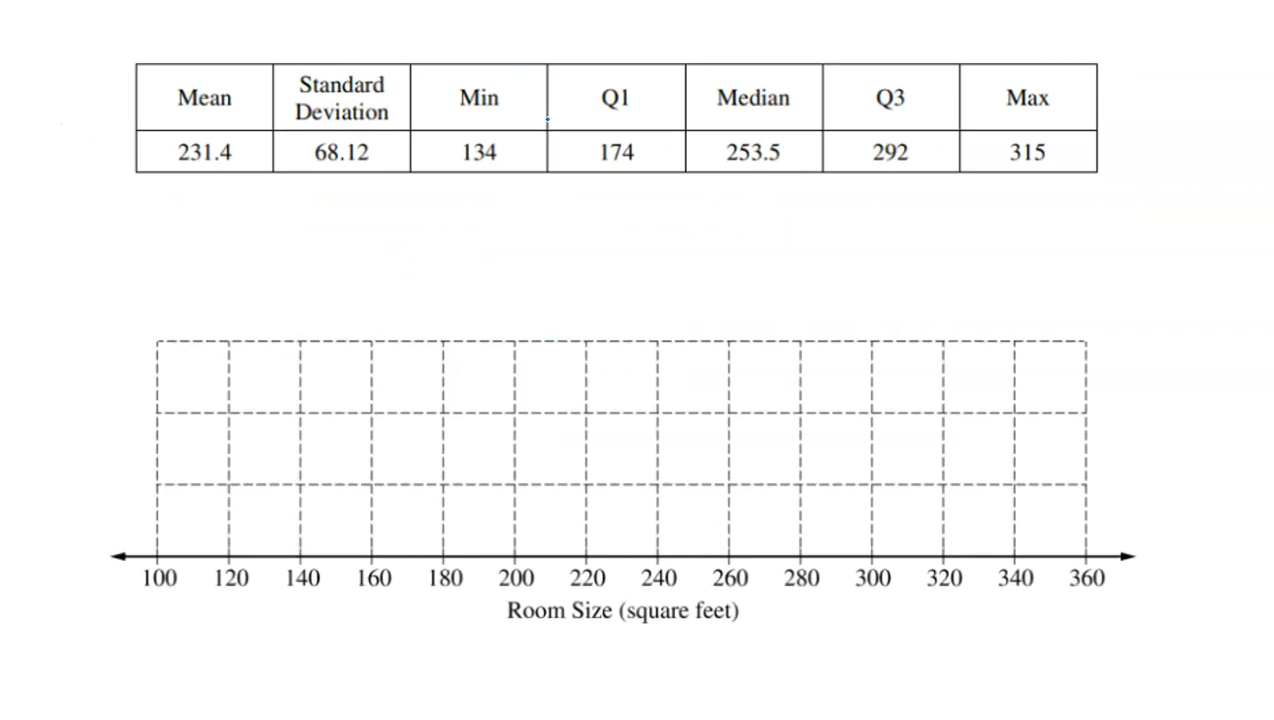 Mean Standard Deviation Min Q1 Median Q3 Max
231.4 68.12 134 174 253.5 292 315
100 120 140 160 180 200 220 240 260 280 300 320 340 360
Room Size (square feet)